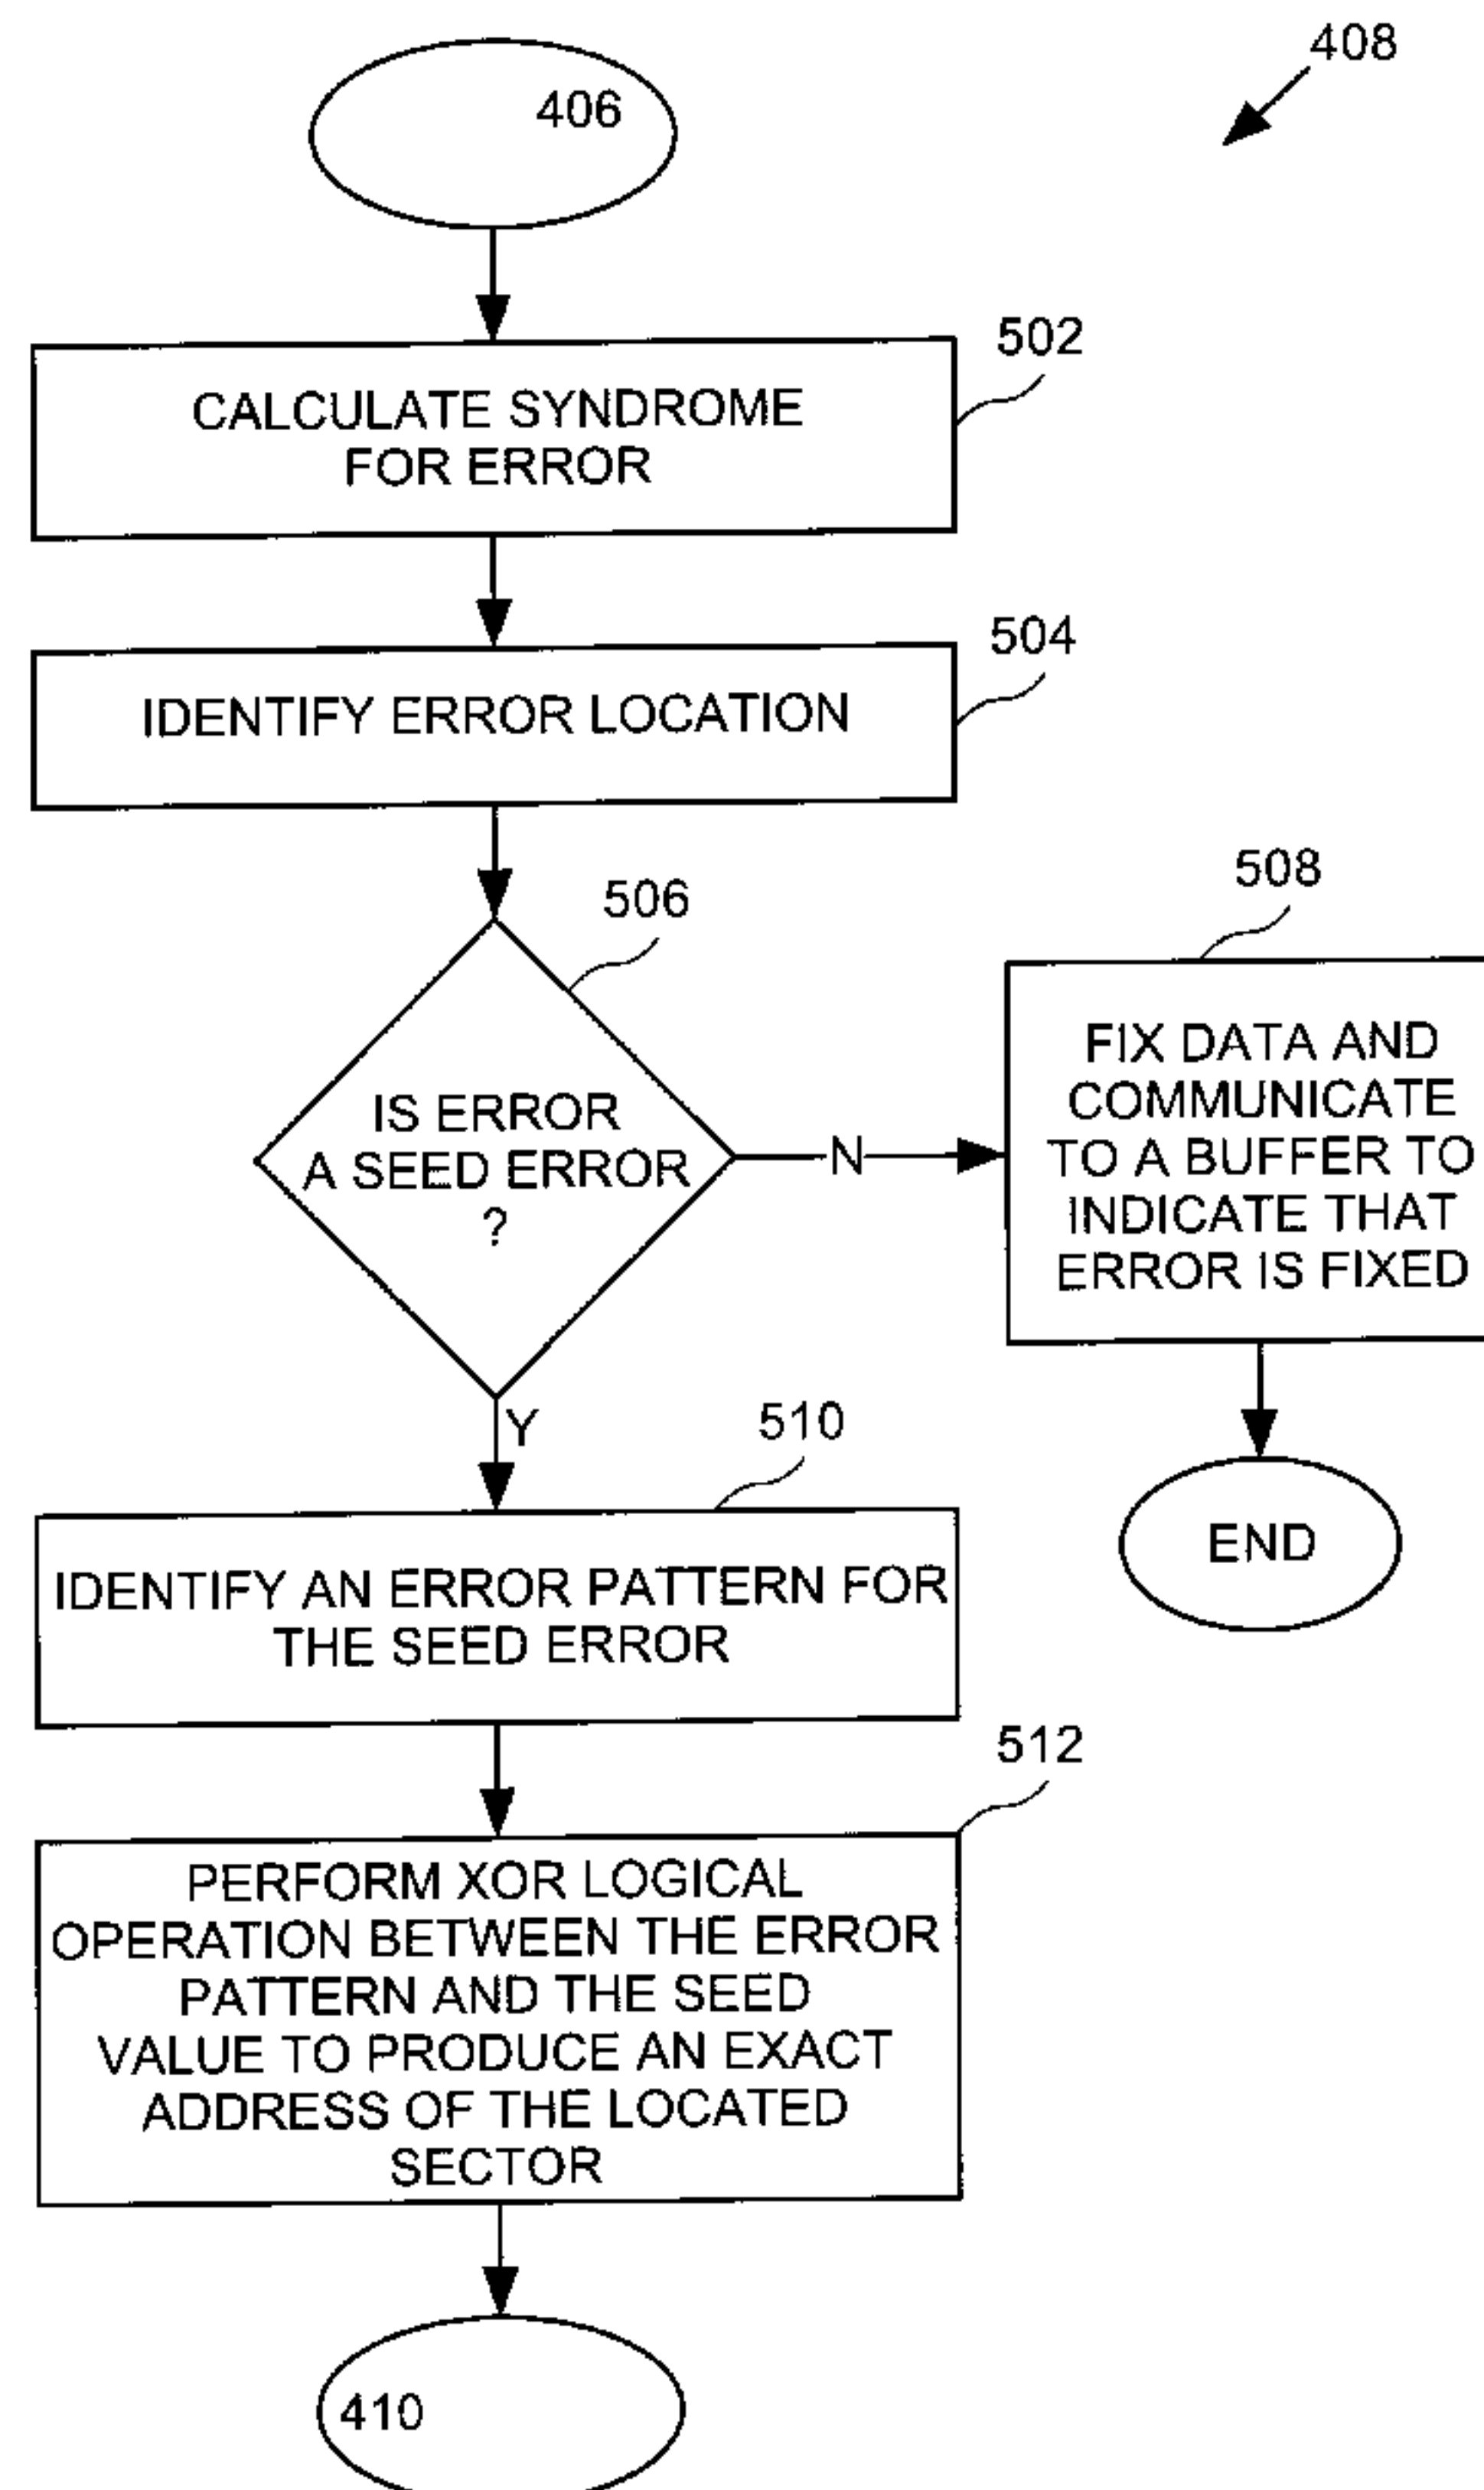 408
406
502
CALCULATE SYNDROME
FOR ERROR
504
IDENTIFY ERROR LOCATION
506
508
IS ERROR
A SEED ERROR
?
N
FIX DATA AND
COMMUNICATE
TO A BUFFER TO
INDICATE THAT
ERROR IS FIXED
Y
END
510
IDENTIFY AN ERROR PATTERN FOR
THE SEED ERROR
512
PERFORM XOR LOGICAL
OPERATION BETWEEN THE ERROR
PATTERN AND THE SEED
VALUE TO PRODUCE AN EXACT
ADDRESS OF THE LOCATED
SECTOR
410